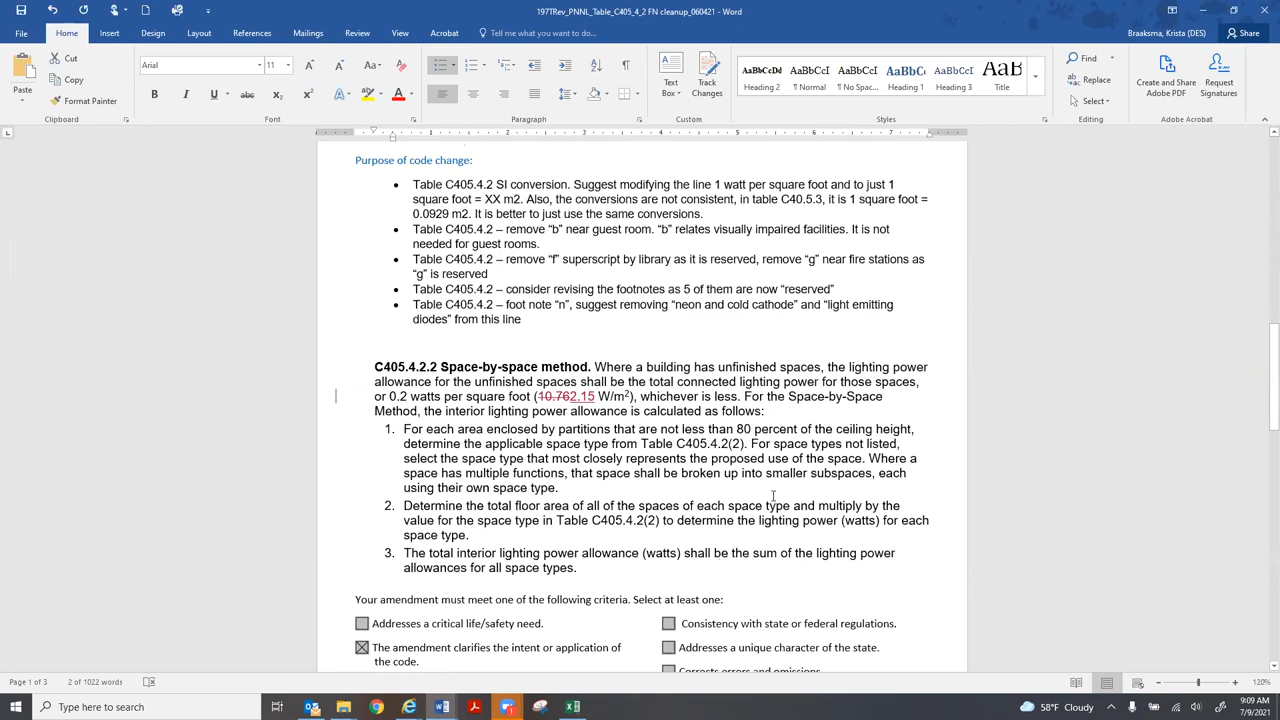 197TRev_PNNL_Table_C405_4_2 FN cleanup_060421 - Word
Braaksma, Krista (DES)
File Home Insert Design Layout References Mailings Review View Acrobat Tell me what you want to do... Share
Paste
Cut
Copy
Format Painter
Clipboard
Arial 11
Font
Paragraph
Text Box
Track Changes
Custom
AaBbCcDd AaBbCcI AaBbCcI AaBbCc AaBbCcI AaB
Heading 2 ¶ Normal ¶ No Spac... Heading 1 Heading 3 Title
Styles
Find
Replace
Select
Editing
Create and Share Adobe PDF
Request Signatures
Adobe Acrobat
1 2 3 4 5 6 7
Purpose of code change:
• Table C405.4.2 SI conversion. Suggest modifying the line 1 watt per square foot and to just 1
square foot = XX m2. Also, the conversions are not consistent, in table C40.5.3, it is 1 square foot =
0.0929 m2. It is better to just use the same conversions.
• Table C405.4.2 – remove “b” near guest room. “b” relates visually impaired facilities. It is not
needed for guest rooms.
• Table C405.4.2 – remove “f” superscript by library as it is reserved, remove “g” near fire stations as
“g” is reserved
• Table C405.4.2 – consider revising the footnotes as 5 of them are now “reserved”
• Table C405.4.2 – foot note “n”, suggest removing “neon and cold cathode” and “light emitting
diodes” from this line
C405.4.2.2 Space-by-space method. Where a building has unfinished spaces, the lighting power
allowance for the unfinished spaces shall be the total connected lighting power for those spaces,
or 0.2 watts per square foot (10.762.15 W/m2), whichever is less. For the Space-by-Space
Method, the interior lighting power allowance is calculated as follows:
1. For each area enclosed by partitions that are not less than 80 percent of the ceiling height,
determine the applicable space type from Table C405.4.2(2). For space types not listed,
select the space type that most closely represents the proposed use of the space. Where a
space has multiple functions, that space shall be broken up into smaller subspaces, each
using their own space type.
2. Determine the total floor area of all of the spaces of each space type and multiply by the
value for the space type in Table C405.4.2(2) to determine the lighting power (watts) for each
space type.
3. The total interior lighting power allowance (watts) shall be the sum of the lighting power
allowances for all space types.
Your amendment must meet one of the following criteria. Select at least one:
Addresses a critical life/safety need. Consistency with state or federal regulations.
The amendment clarifies the intent or application of Addresses a unique character of the state.
the code. Corrects errors and omissions.
Page 1 of 3 2 of 1022 words 120%
Type here to search 58°F Cloudy 9:09 AM
7/9/2021